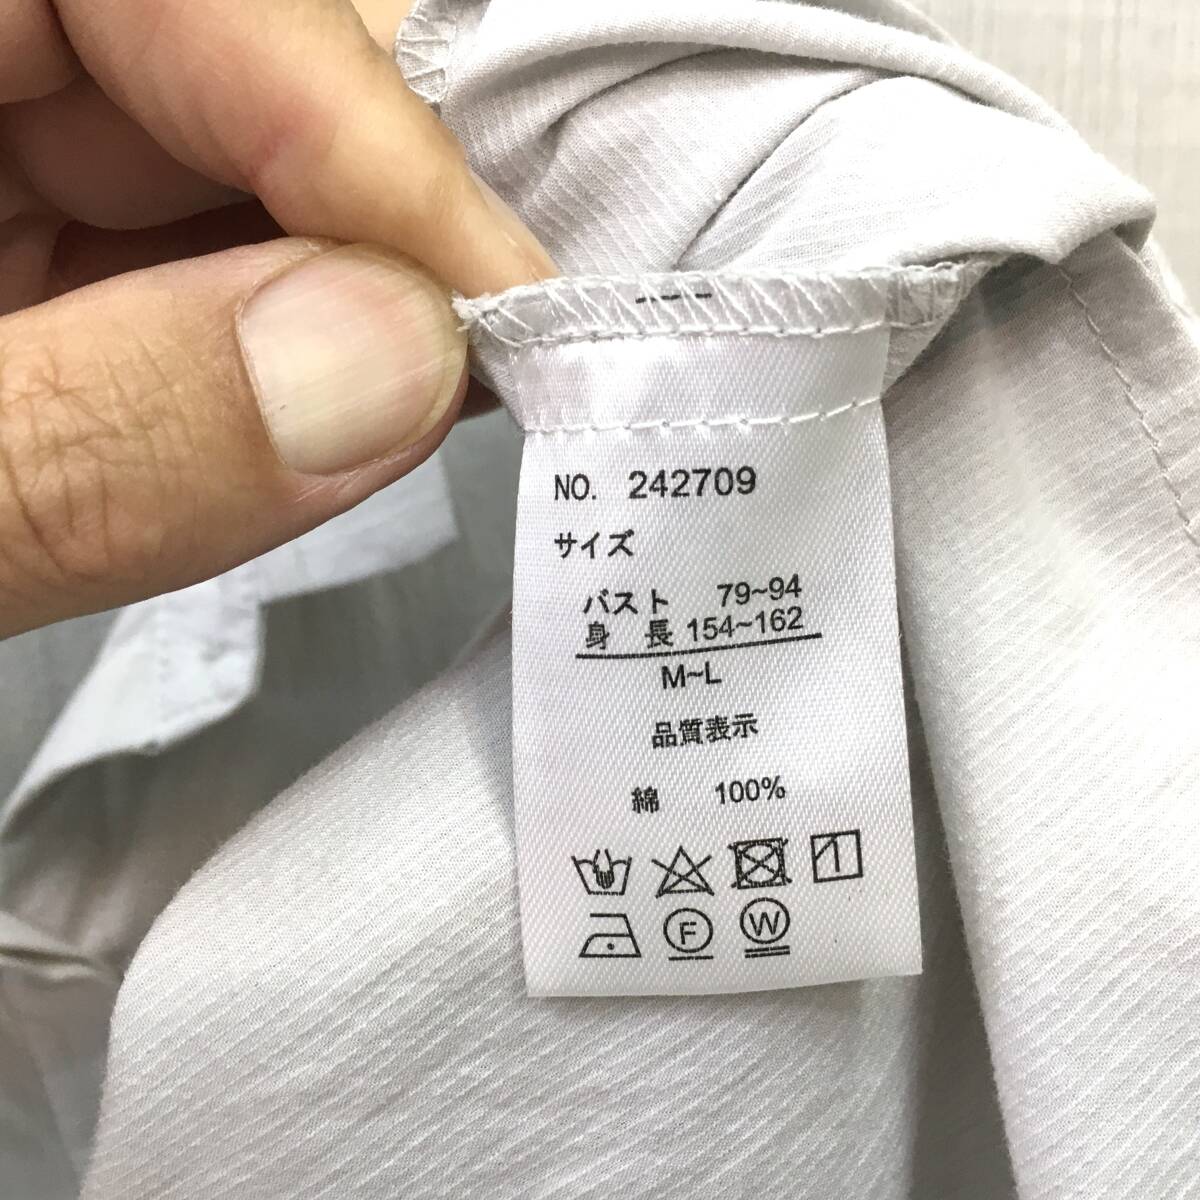 NO. 242709
サイズ
バスト 79~94
身 長 154~162
M~L
品質表示
綿 100%
F W